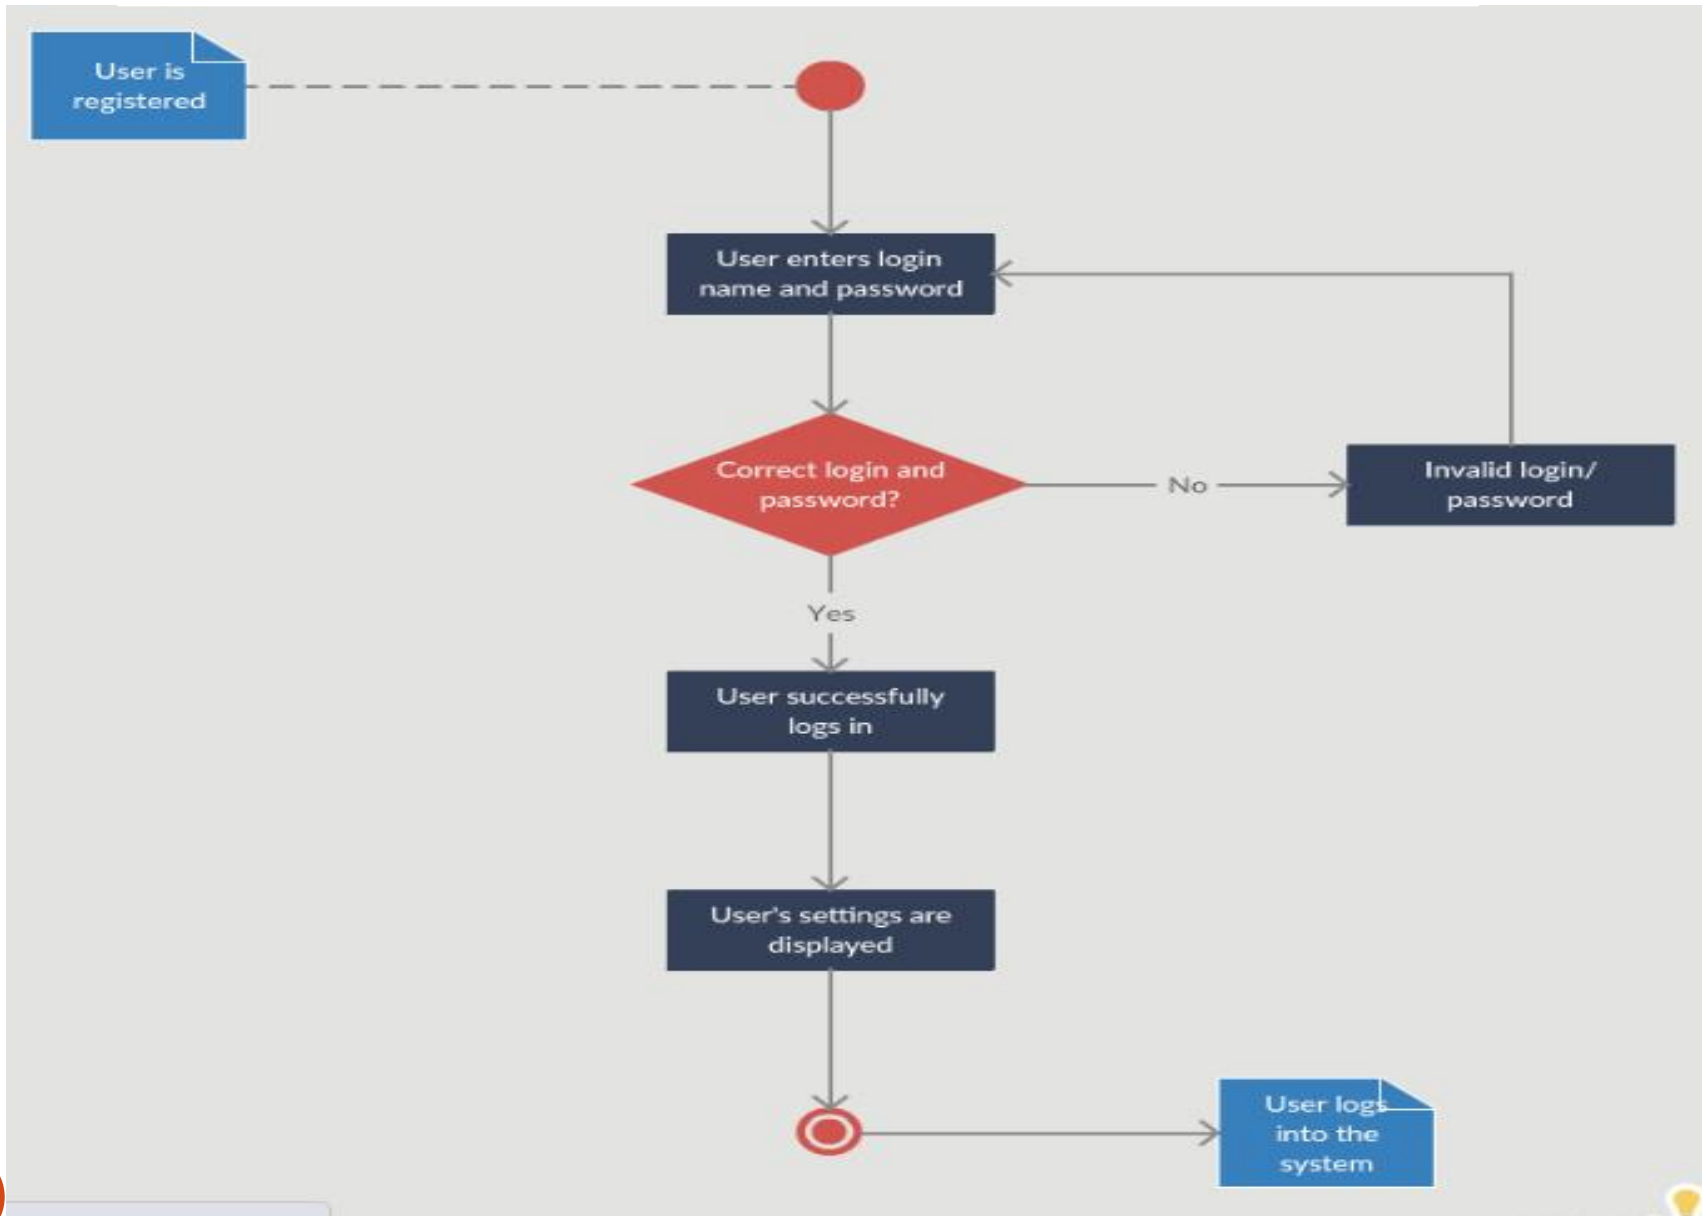 User is
registered
User enters login
name and password
Correct login and
password?
No
Invalid login/
password
Yes
User successfully
logs in
User's settings are
displayed
User logs
into the
system